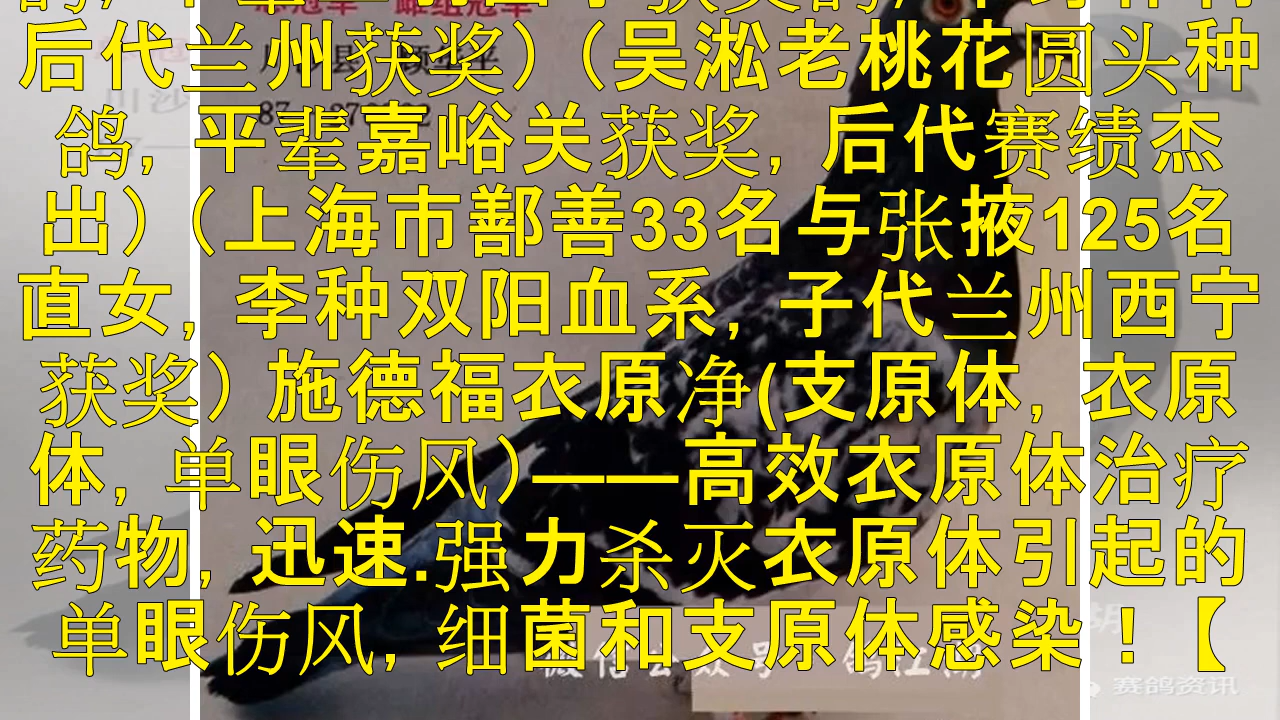 后代兰州获奖）（吴淞老桃花圆头种
鸽，平辈嘉峪关获奖，后代赛绩杰
出）（上海市鄯善33名与张掖125名
直女，李种双阳血系，子代兰州西宁
获奖）施德福衣原净(支原体，衣原
体，单眼伤风）——高效衣原体治疗
药物，迅速.强力杀灭衣原体引起的
单眼伤风，细菌和支原体感染！【
赛鸽资讯